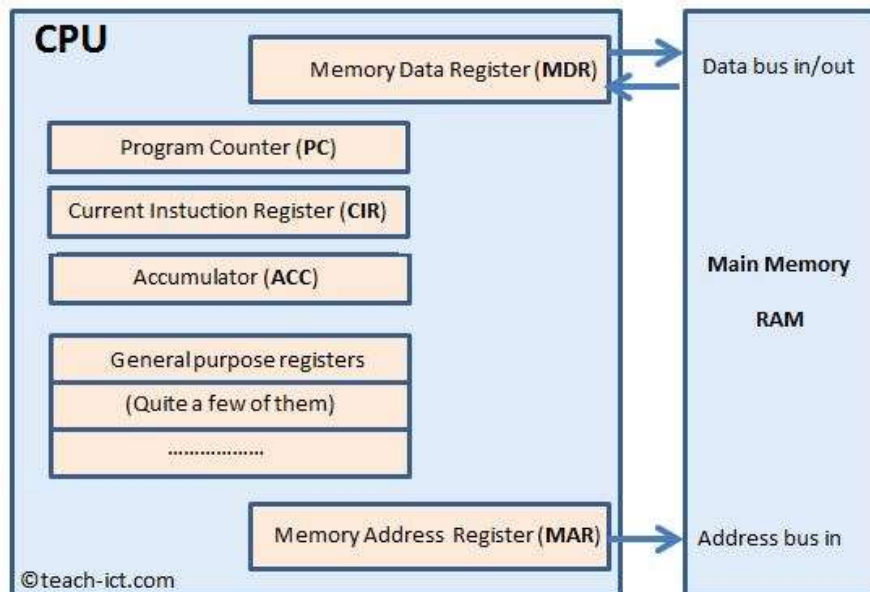 CPU
Memory Data Register (MDR)
Data bus in/out
Program Counter (PC)
Current Instuction Register (CIR)
Accumulator (ACC)
Main Memory
RAM
General purpose registers
(Quite a few of them)
...................
Memory Address Register (MAR)
Address bus in
©teach-ict.com